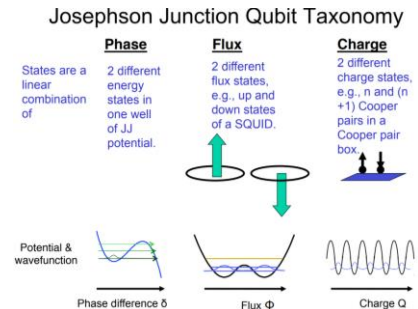 Josephson Junction Qubit Taxonomy
Phase
Flux
Charge
States are a
linear
combination
of
2 different
energy
states in
one well
of JJ
potential.
2 different
flux states,
e.g., up and
down states
of a SQUID.
2 different
charge states,
e.g., n and (n
+1) Cooper
pairs in a
Cooper pair
box.
Potential &
wavefunction
Phase difference δ
Flux Φ
Charge Q